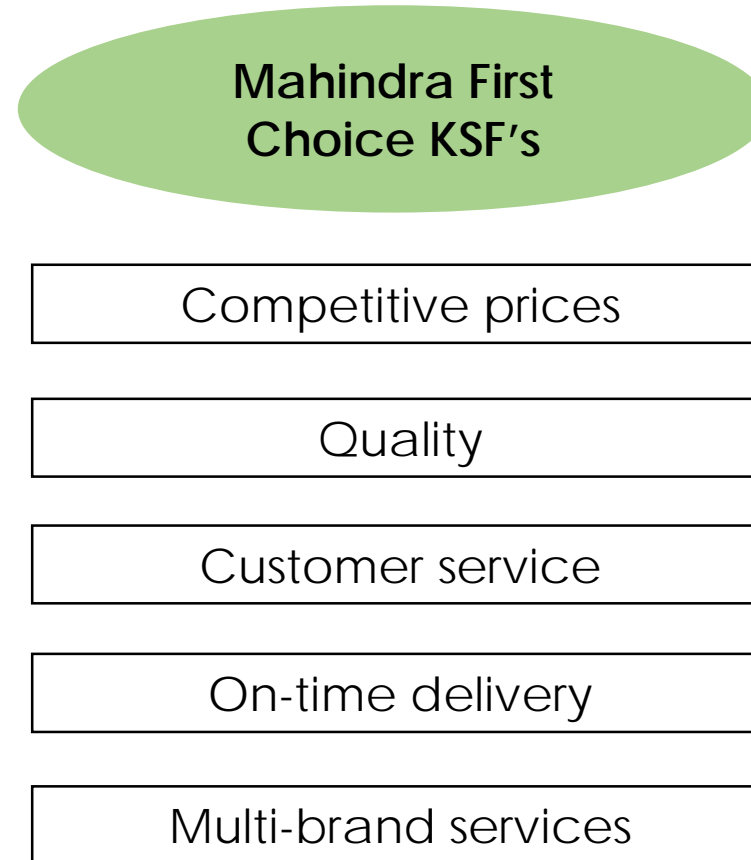 Mahindra First
Choice KSF’s
Competitive prices
Quality
Customer service
On-time delivery
Multi-brand services